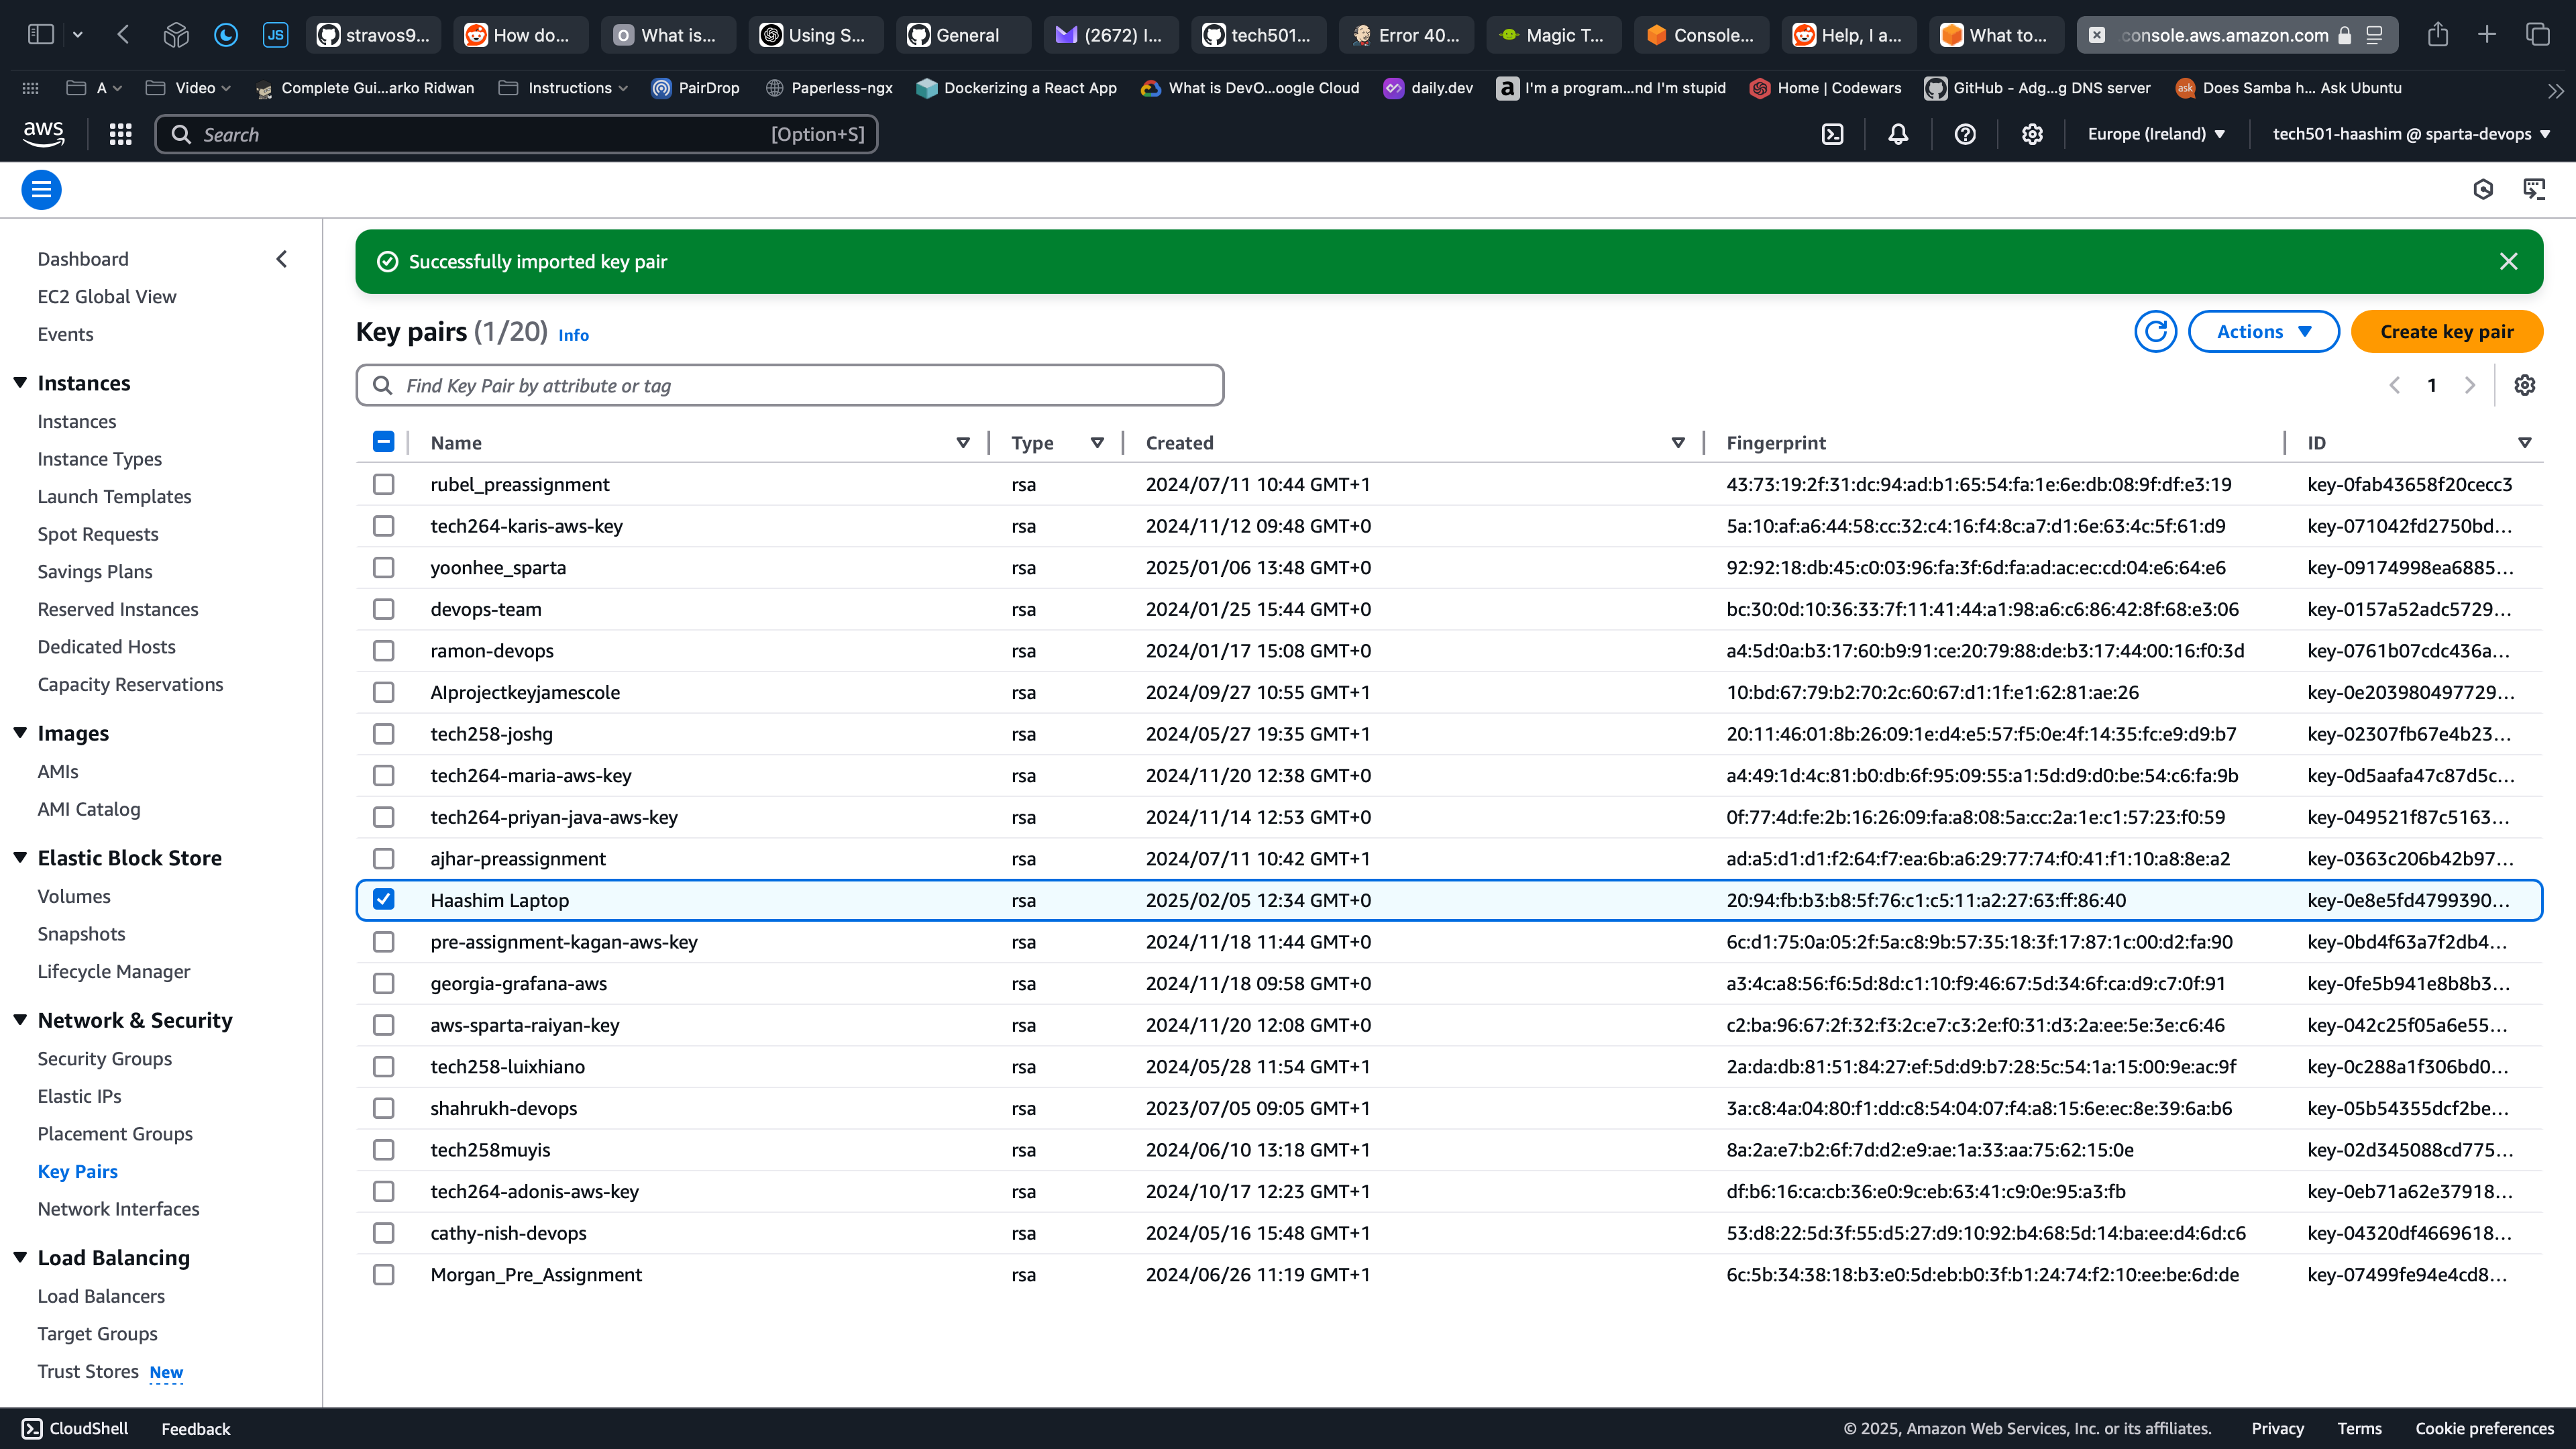 stravos9...
How do...
What is...
Using S...
General
(2672) I...
tech501...
Error 40...
Magic T...
Console...
Help, I a...
What to...
console.aws.amazon.com
A
Video
Complete Gui...arko Ridwan
Instructions
PairDrop
Paperless-ngx
Dockerizing a React App
What is DevO...oogle Cloud
daily.dev
I'm a program...nd I'm stupid
Home | Codewars
GitHub - Adg...g DNS server
Does Samba h... Ask Ubuntu
aws
Search
[Option+S]
Europe (Ireland)
tech501-haashim @ sparta-devops
Dashboard
EC2 Global View
Events
Instances
Instances
Instance Types
Launch Templates
Spot Requests
Savings Plans
Reserved Instances
Dedicated Hosts
Capacity Reservations
Images
AMIs
AMI Catalog
Elastic Block Store
Volumes
Snapshots
Lifecycle Manager
Network & Security
Security Groups
Elastic IPs
Placement Groups
Key Pairs
Network Interfaces
Load Balancing
Load Balancers
Target Groups
Trust Stores New
Successfully imported key pair
Key pairs (1/20) Info
Actions
Create key pair
Find Key Pair by attribute or tag
1
Name Type Created Fingerprint ID
rubel_preassignment rsa 2024/07/11 10:44 GMT+1 43:73:19:2f:31:dc:94:ad:b1:65:54:fa:1e:6e:db:08:9f:df:e3:19 key-0fab43658f20cecc3
tech264-karis-aws-key rsa 2024/11/12 09:48 GMT+0 5a:10:af:a6:44:58:cc:32:c4:16:f4:8c:a7:d1:6e:63:4c:5f:61:d9 key-071042fd2750bd...
yoonhee_sparta rsa 2025/01/06 13:48 GMT+0 92:92:18:db:45:c0:03:96:fa:3f:6d:fa:ad:ac:ec:cd:04:e6:64:e6 key-09174998ea6885...
devops-team rsa 2024/01/25 15:44 GMT+0 bc:30:0d:10:36:33:7f:11:41:44:a1:98:a6:c6:86:42:8f:68:e3:06 key-0157a52adc5729...
ramon-devops rsa 2024/01/17 15:08 GMT+0 a4:5d:0a:b3:17:60:b9:91:ce:20:79:88:de:b3:17:44:00:16:f0:3d key-0761b07cdc436a...
AIprojectkeyjamescole rsa 2024/09/27 10:55 GMT+1 10:bd:67:79:b2:70:2c:60:67:d1:1f:e1:62:81:ae:26 key-0e203980497729...
tech258-joshg rsa 2024/05/27 19:35 GMT+1 20:11:46:01:8b:26:09:1e:d4:e5:57:f5:0e:4f:14:35:fc:e9:d9:b7 key-02307fb67e4b23...
tech264-maria-aws-key rsa 2024/11/20 12:38 GMT+0 a4:49:1d:4c:81:b0:db:6f:95:09:55:a1:5d:d9:d0:be:54:c6:fa:9b key-0d5aafa47c87d5c...
tech264-priyan-java-aws-key rsa 2024/11/14 12:53 GMT+0 0f:77:4d:fe:2b:16:26:09:fa:a8:08:5a:cc:2a:1e:c1:57:23:f0:59 key-049521f87c5163...
ajhar-preassignment rsa 2024/07/11 10:42 GMT+1 ad:a5:d1:d1:f2:64:f7:ea:6b:a6:29:77:74:f0:41:f1:10:a8:8e:a2 key-0363c206b42b97...
Haashim Laptop rsa 2025/02/05 12:34 GMT+0 20:94:fb:b3:b8:5f:76:c1:c5:11:a2:27:63:ff:86:40 key-0e8e5fd4799390...
pre-assignment-kagan-aws-key rsa 2024/11/18 11:44 GMT+0 6c:d1:75:0a:05:2f:5a:c8:9b:57:35:18:3f:17:87:1c:00:d2:fa:90 key-0bd4f63a7f2db4...
georgia-grafana-aws rsa 2024/11/18 09:58 GMT+0 a3:4c:a8:56:f6:5d:8d:c1:10:f9:46:67:5d:34:6f:ca:d9:c7:0f:91 key-0fe5b941e8b8b3...
aws-sparta-raiyan-key rsa 2024/11/20 12:08 GMT+0 c2:ba:96:67:2f:32:f3:2c:e7:c3:2e:f0:31:d3:2a:ee:5e:3e:c6:46 key-042c25f05a6e55...
tech258-luixhiano rsa 2024/05/28 11:54 GMT+1 2a:da:db:81:51:84:27:ef:5d:d9:b7:28:5c:54:1a:15:00:9e:ac:9f key-0c288a1f306bd0...
shahrukh-devops rsa 2023/07/05 09:05 GMT+1 3a:c8:4a:04:80:f1:dd:c8:54:04:07:f4:a8:15:6e:ec:8e:39:6a:b6 key-05b54355dcf2be...
tech258muyis rsa 2024/06/10 13:18 GMT+1 8a:2a:e7:b2:6f:7d:d2:e9:ae:1a:33:aa:75:62:15:0e key-02d345088cd775...
tech264-adonis-aws-key rsa 2024/10/17 12:23 GMT+1 df:b6:16:ca:cb:36:e0:9c:eb:63:41:c9:0e:95:a3:fb key-0eb71a62e37918...
cathy-nish-devops rsa 2024/05/16 15:48 GMT+1 53:d8:22:5d:3f:55:d5:27:d9:10:92:b4:68:5d:14:ba:ee:d4:6d:c6 key-04320df4669618...
Morgan_Pre_Assignment rsa 2024/06/26 11:19 GMT+1 6c:5b:34:38:18:b3:e0:5d:eb:b0:3f:b1:24:74:f2:10:ee:be:6d:de key-07499fe94e4cd8...
CloudShell
Feedback
© 2025, Amazon Web Services, Inc. or its affiliates.
Privacy
Terms
Cookie preferences